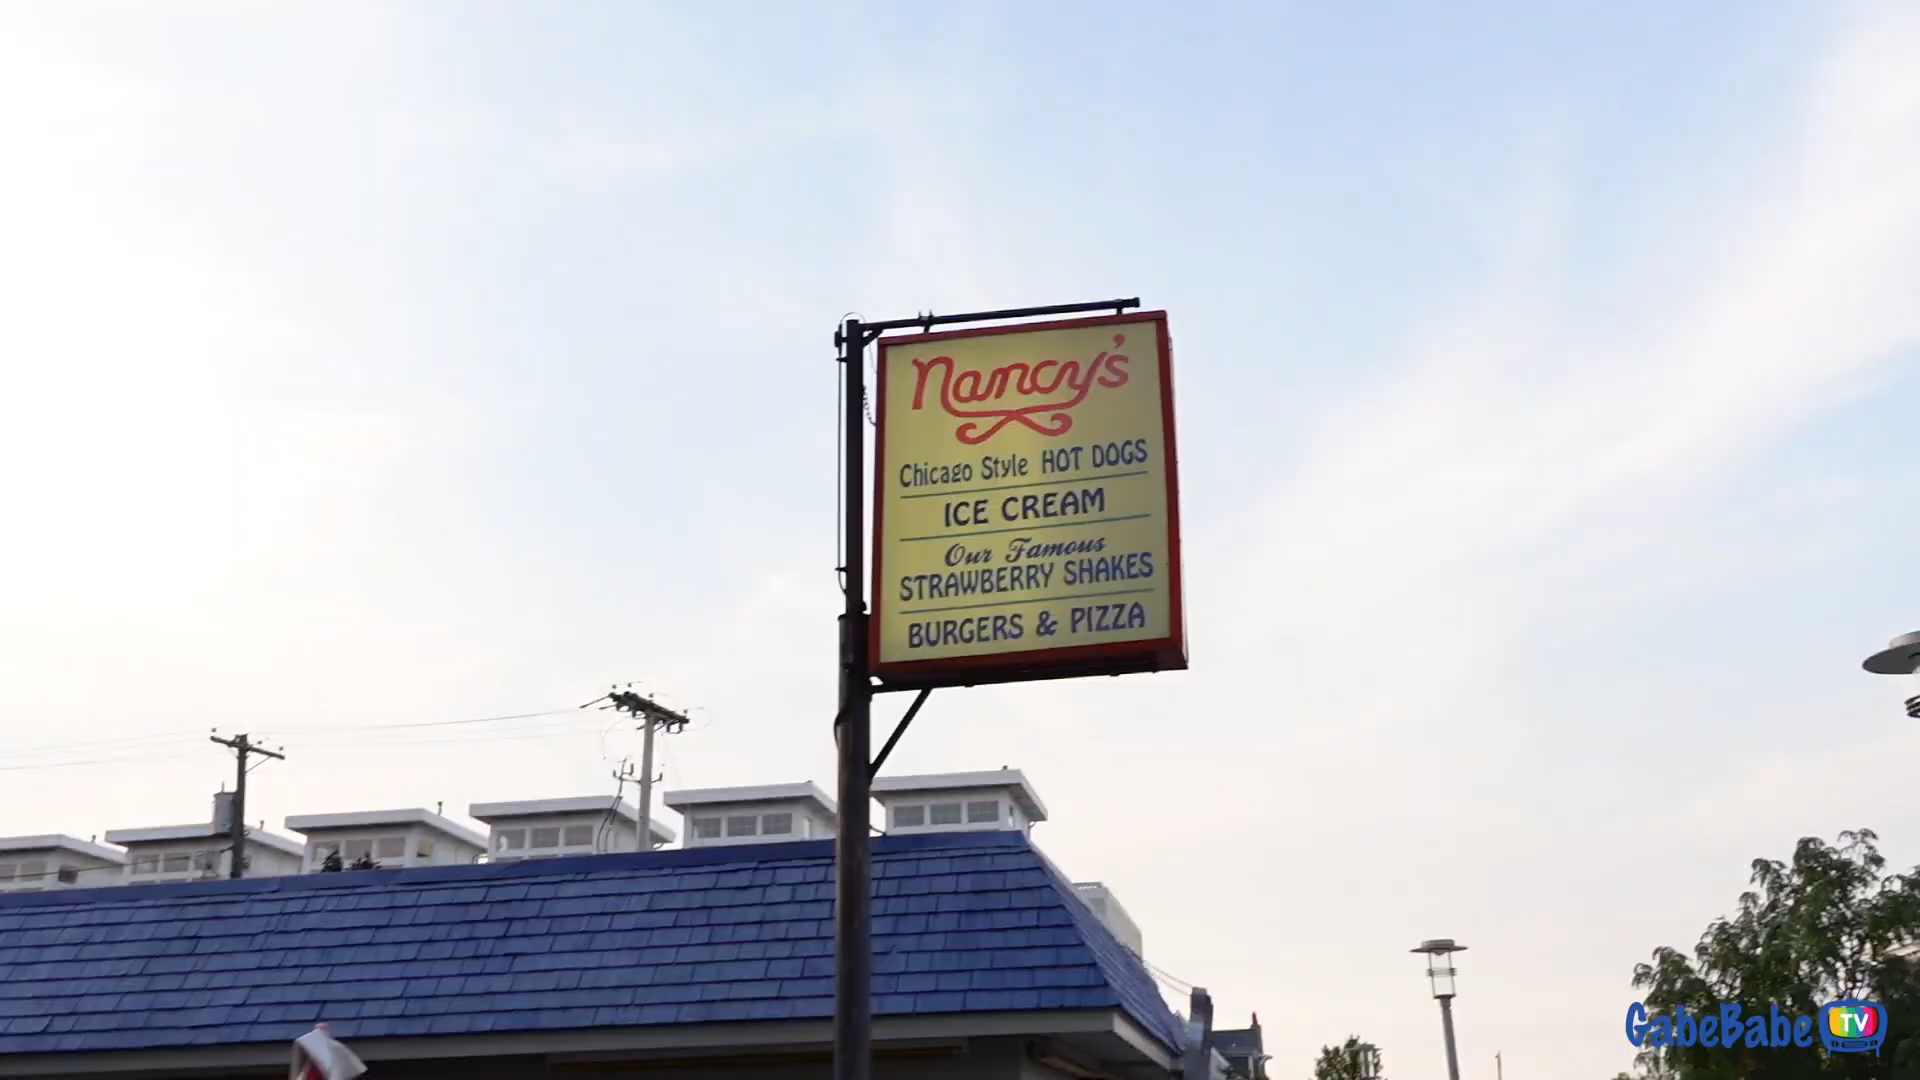 Nancy's
Chicago Style HOT DOGS
ICE CREAM
Our Famous
STRAWBERRY SHAKES
BURGERS & PIZZA
GabeBabe TV